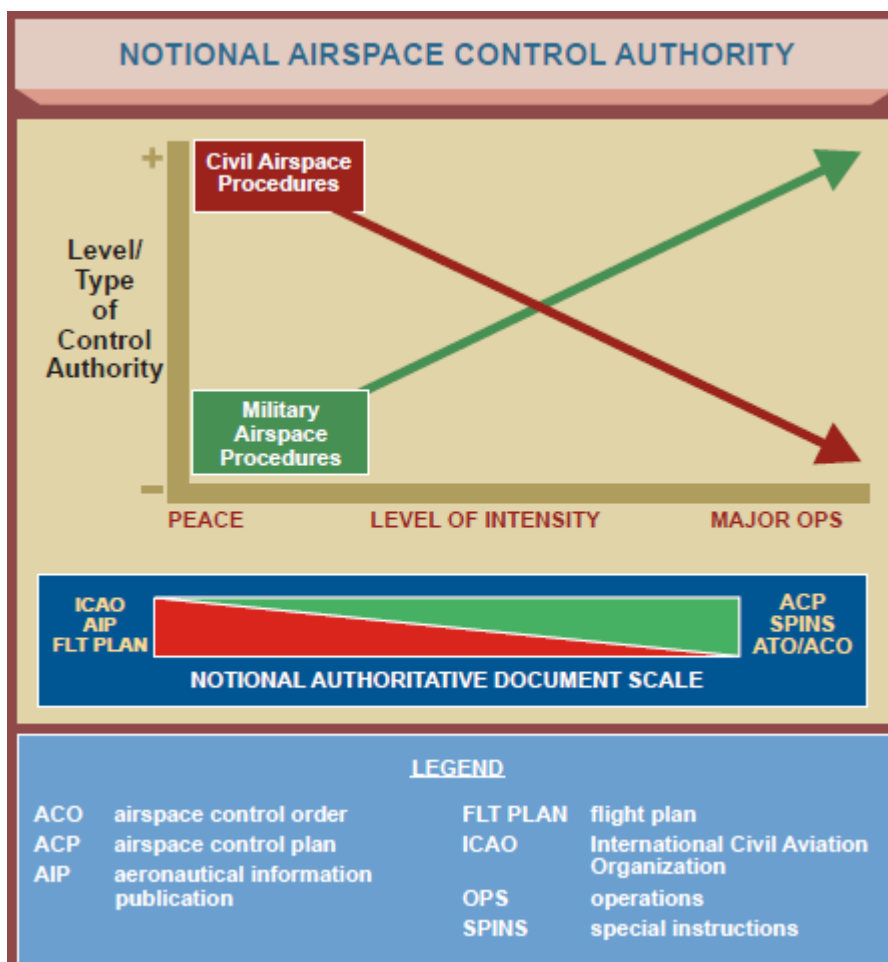 NOTIONAL AIRSPACE CONTROL AUTHORITY
+
Civil Airspace
Procedures
Level/
Type
of
Control
Authority
Military
Airspace
Procedures
–
PEACE LEVEL OF INTENSITY MAJOR OPS
ICAO
AIP
FLT PLAN
ACP
SPINS
ATO/ACO
NOTIONAL AUTHORITATIVE DOCUMENT SCALE
LEGEND
ACO airspace control order
ACP airspace control plan
AIP aeronautical information
publication
FLT PLAN flight plan
ICAO International Civil Aviation
Organization
OPS operations
SPINS special instructions